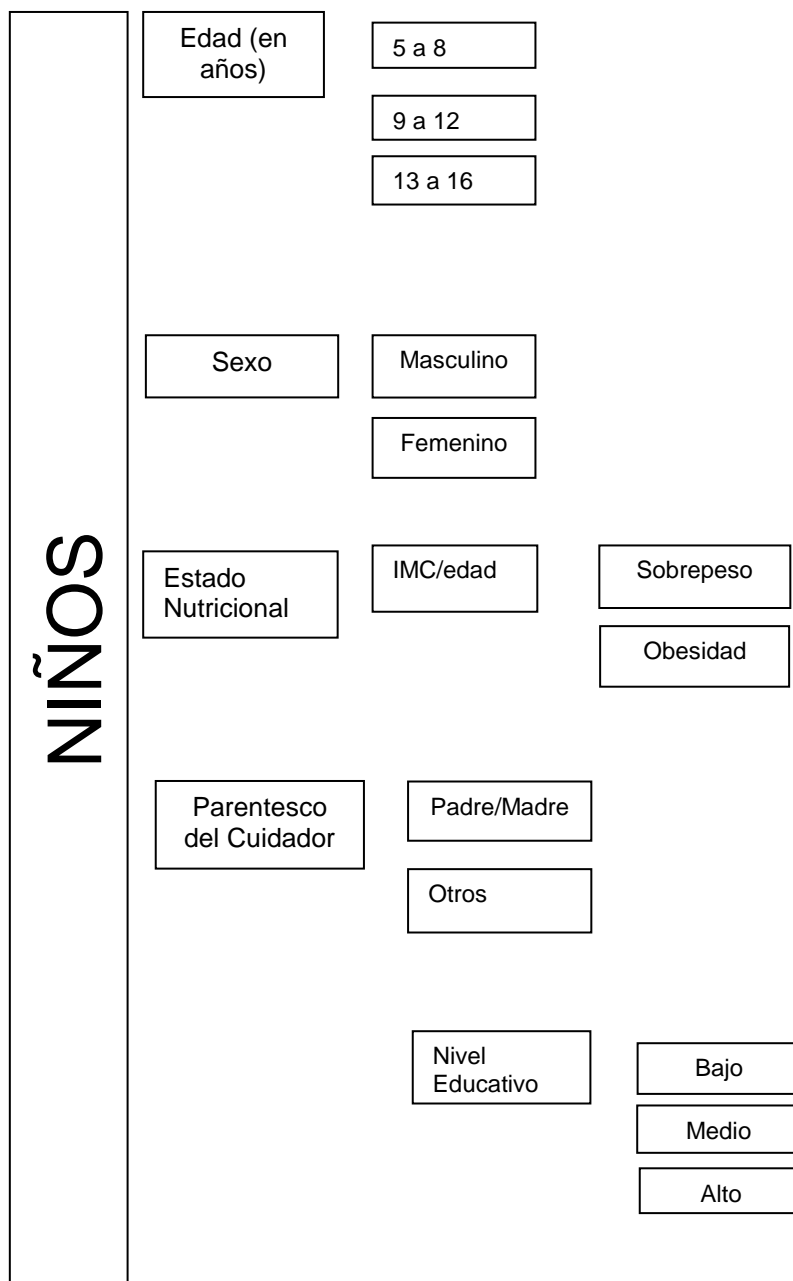 NIÑOS
Edad (en
años)
5 a 8
9 a 12
13 a 16
Sexo
Masculino
Femenino
Estado
Nutricional
IMC/edad
Sobrepeso
Obesidad
Parentesco
del Cuidador
Padre/Madre
Otros
Nivel
Educativo
Bajo
Medio
Alto